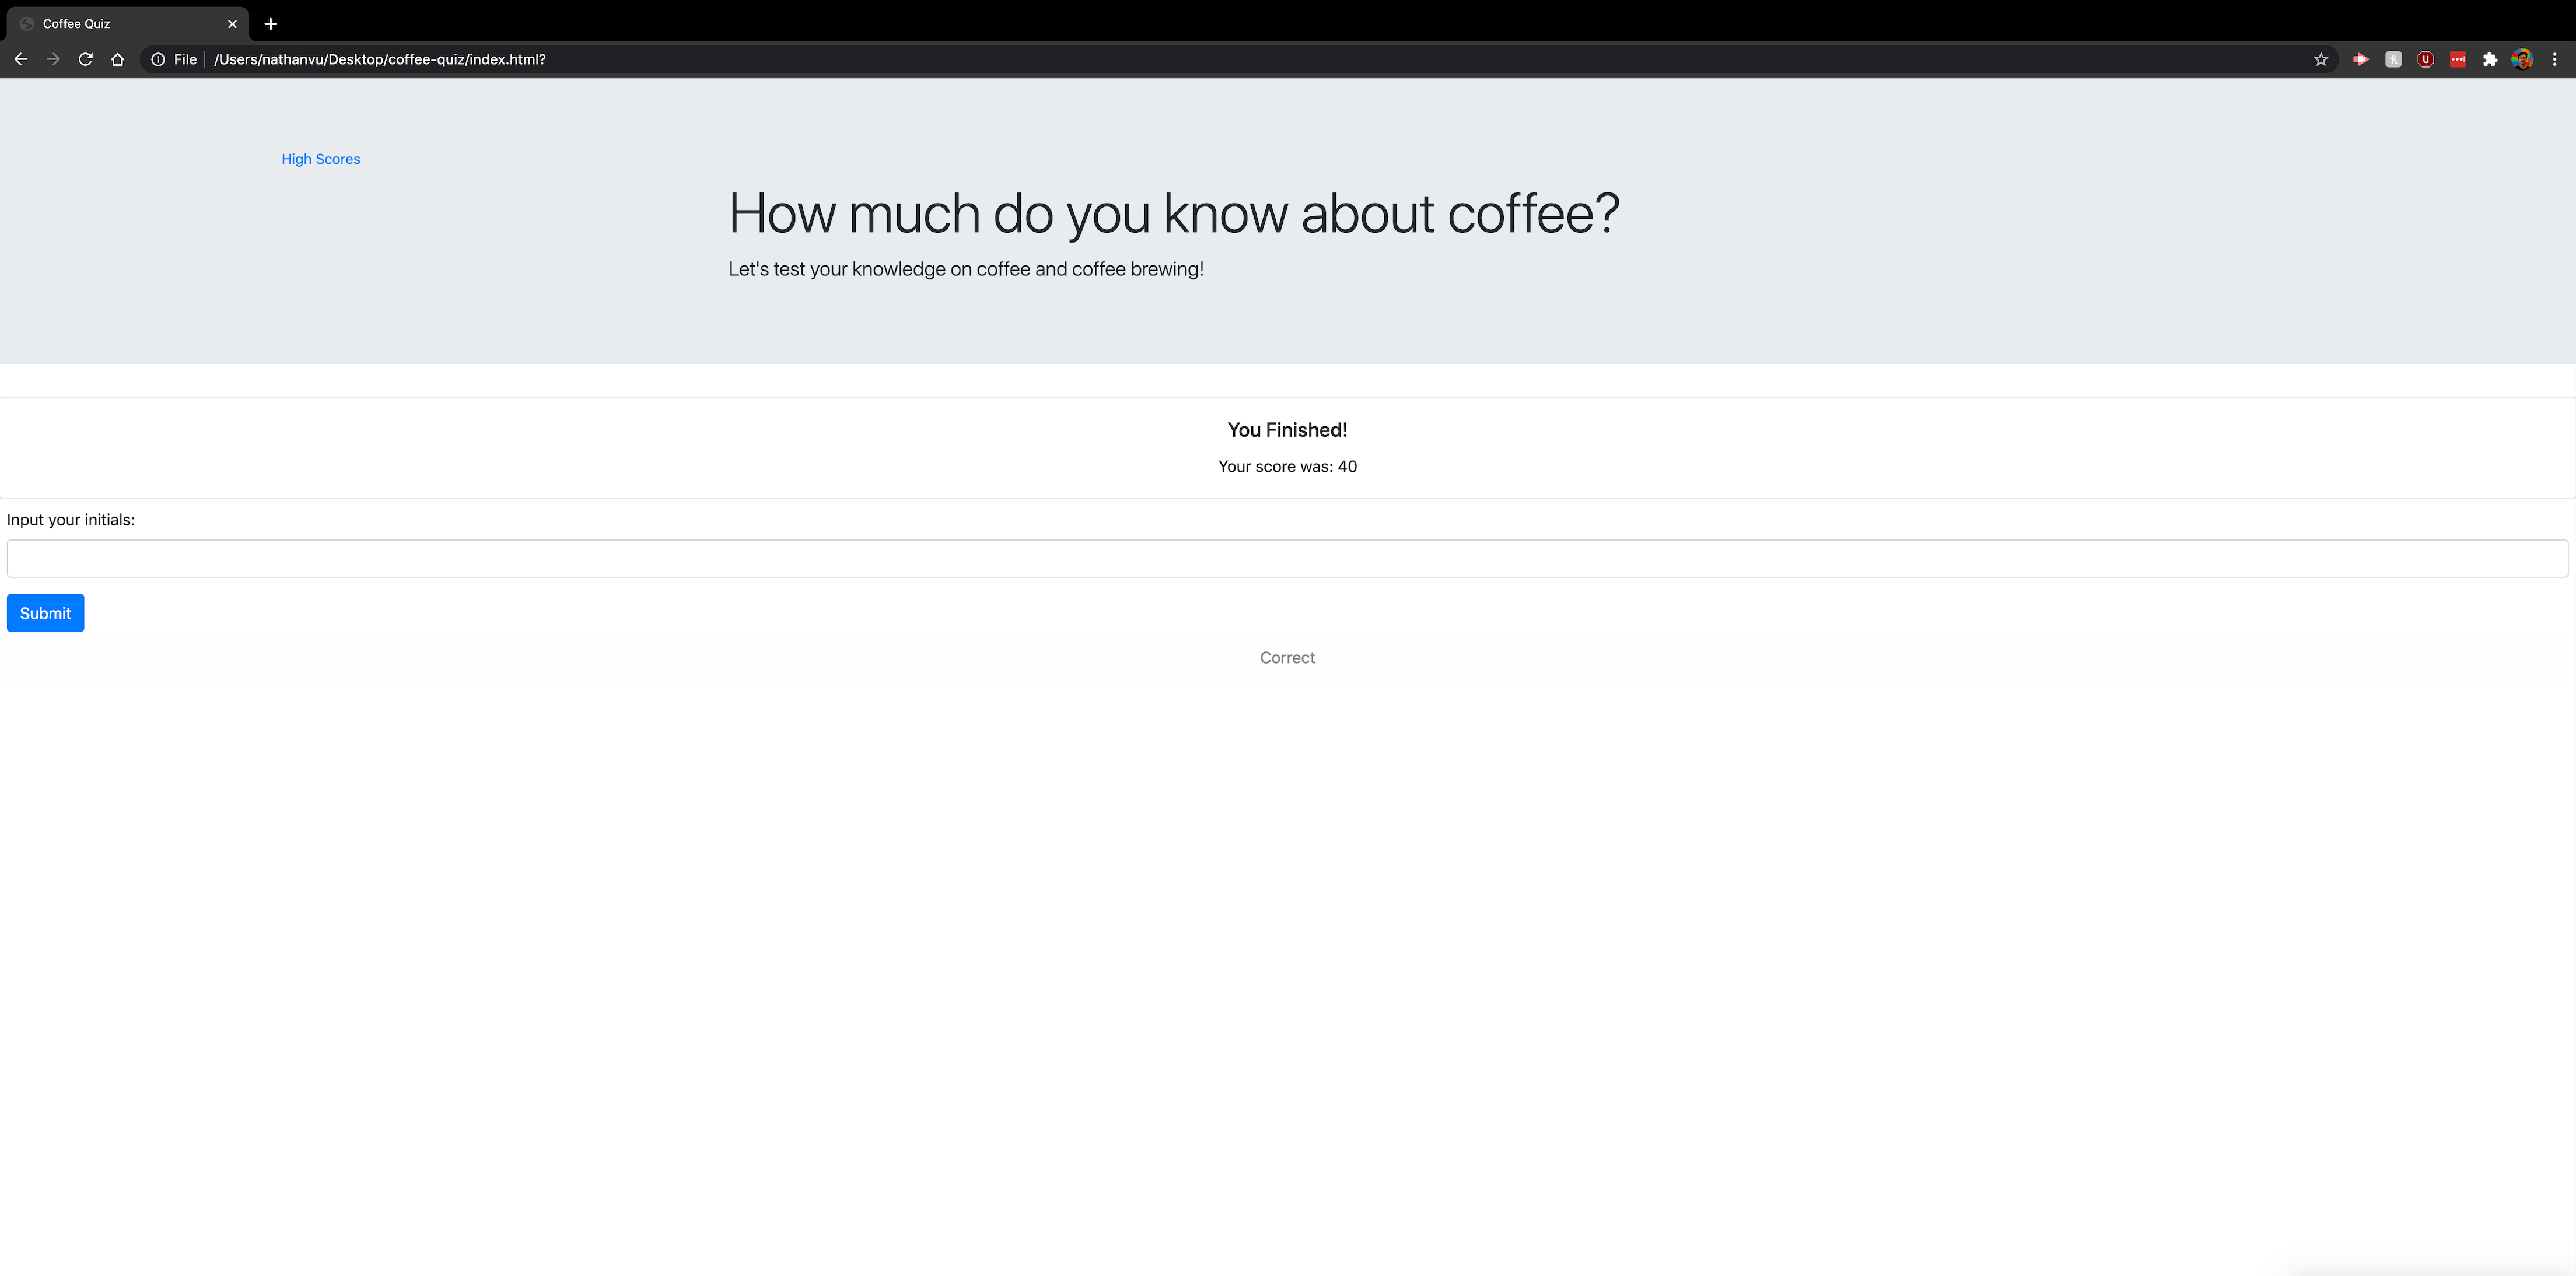 Coffee Quiz
File /Users/nathanvu/Desktop/coffee-quiz/index.html?
High Scores
How much do you know about coffee?
Let's test your knowledge on coffee and coffee brewing!
You Finished!
Your score was: 40
Input your initials:
Submit
Correct